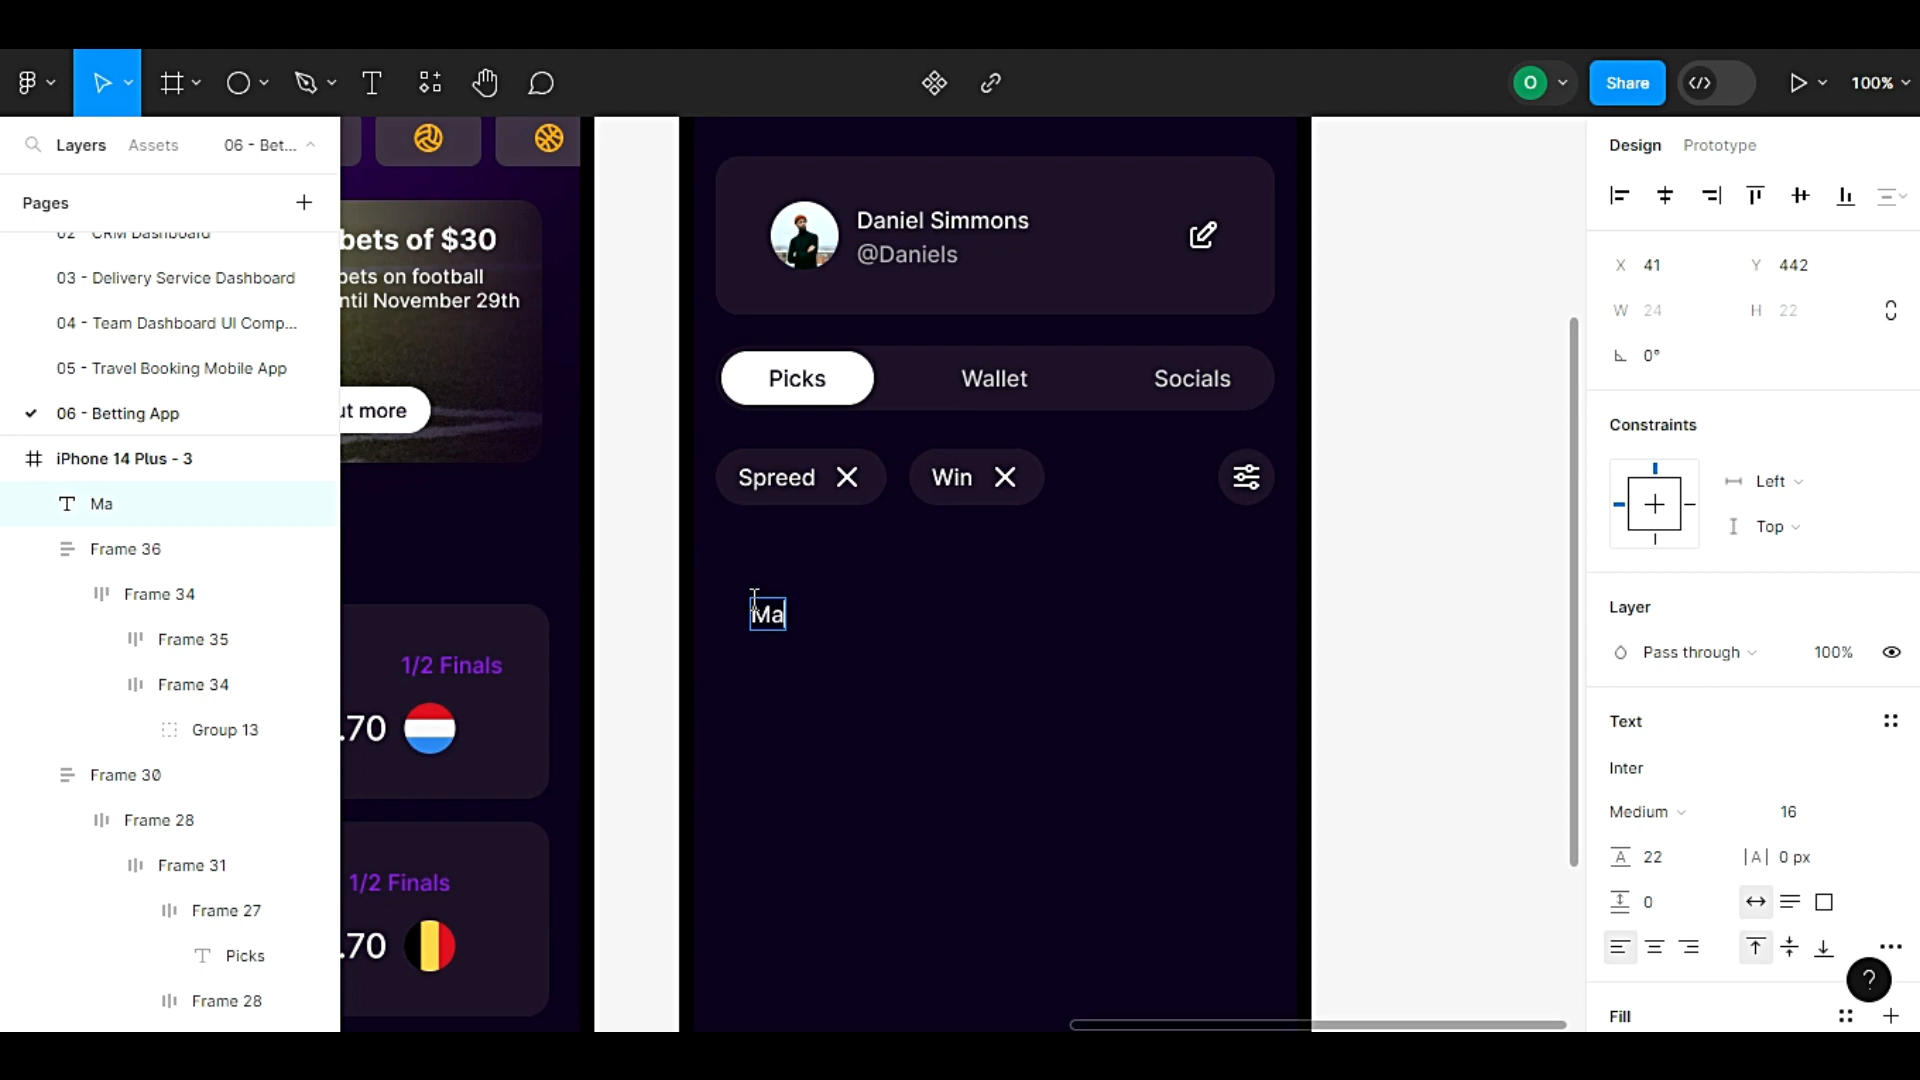 O
Share
100%
Layers
Assets
06 - Bet...
Pages
02 - CRM Dashboard
03 - Delivery Service Dashboard
04 - Team Dashboard UI Comp...
05 - Travel Booking Mobile App
06 - Betting App
iPhone 14 Plus - 3
Ma
Frame 36
Frame 34
Frame 35
Frame 34
Group 13
Frame 30
Frame 28
Frame 31
Frame 27
Picks
Frame 28
bets of $30
bets on football
ntil November 29th
ut more
1/2 Finals
.70
1/2 Finals
.70
Daniel Simmons
@Daniels
Picks
Wallet
Socials
Spreed
Win
Ma
Design
Prototype
X 41
Y 442
W 24
H 22
0°
Constraints
Left
Top
Layer
Pass through
100%
Text
Inter
Medium
16
A 22
|A| 0 px
0
?
Fill